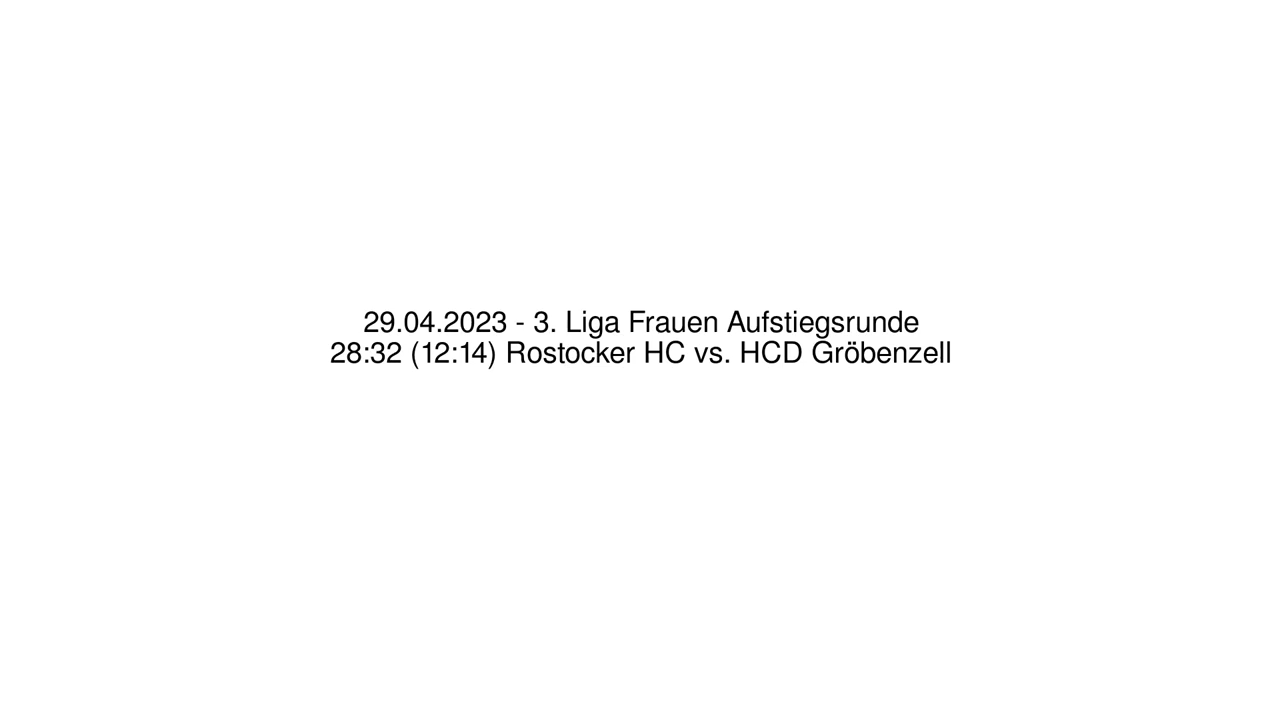 29.04.2023 - 3. Liga Frauen Aufstiegsrunde
28:32 (12:14) Rostocker HC vs. HCD Gröbenzell